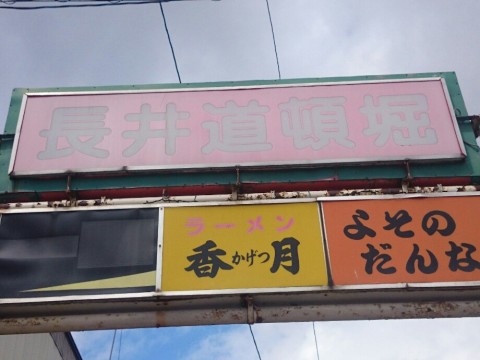 長井道頓堀
ラーメン
香月
かげつ
よその
だんな